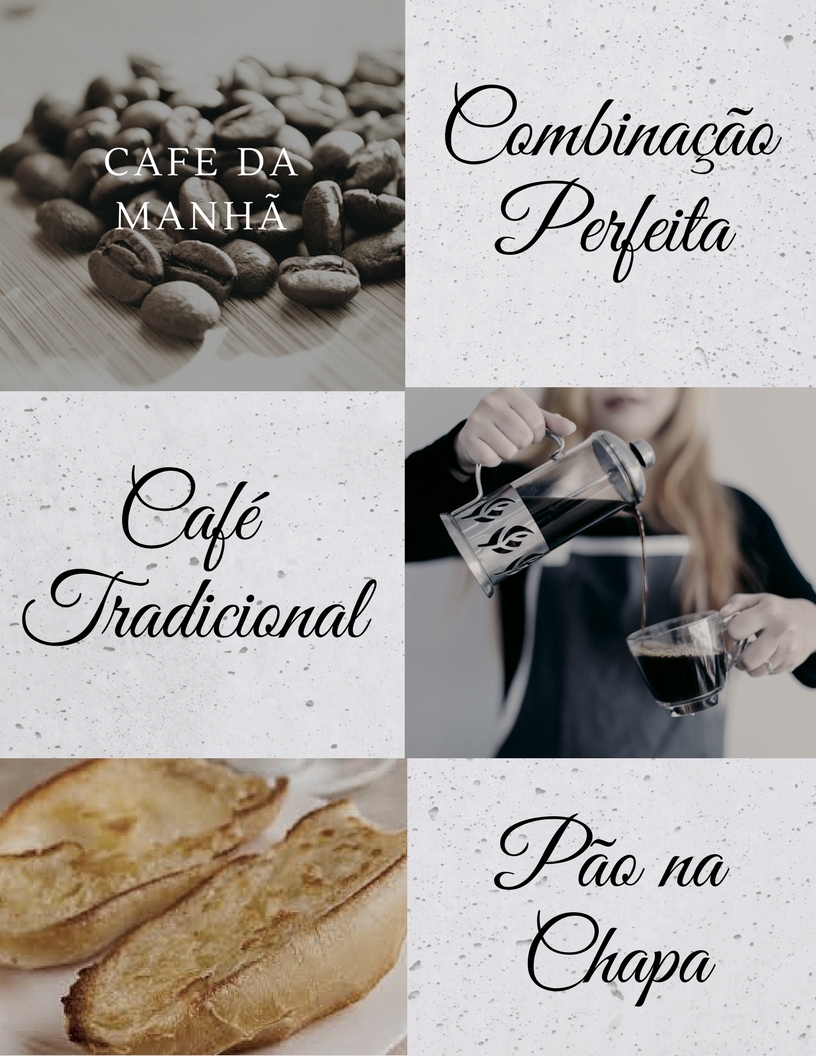 CAFE DA
MANHÃ
Combinação
Perfeita
Café
Tradicional
Pão na
Chapa